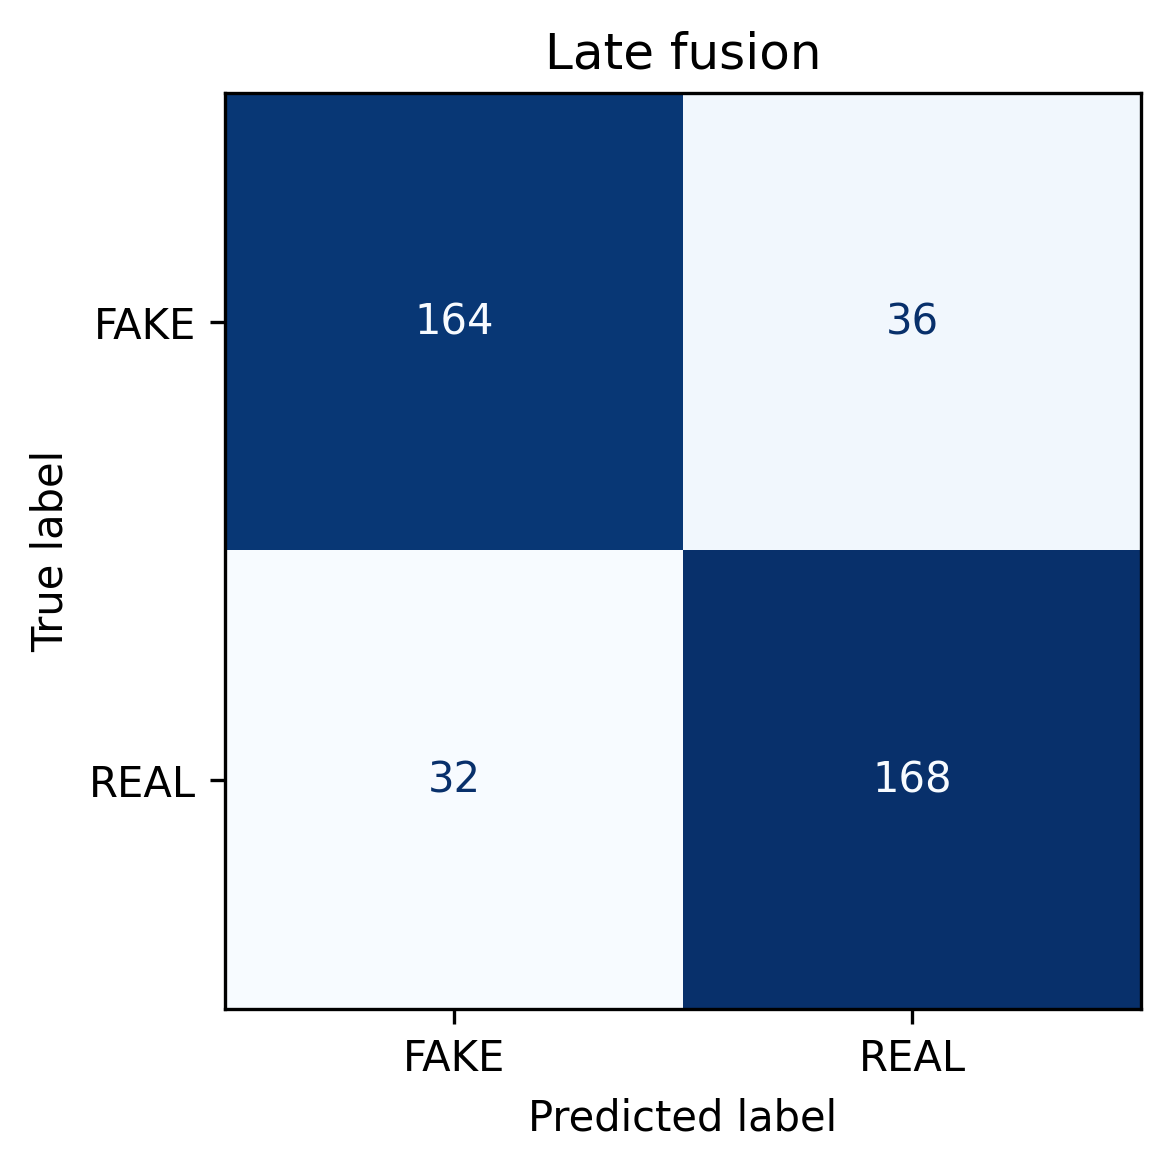 Late fusion
True label
FAKE
164
36
REAL
32
168
FAKE
REAL
Predicted label